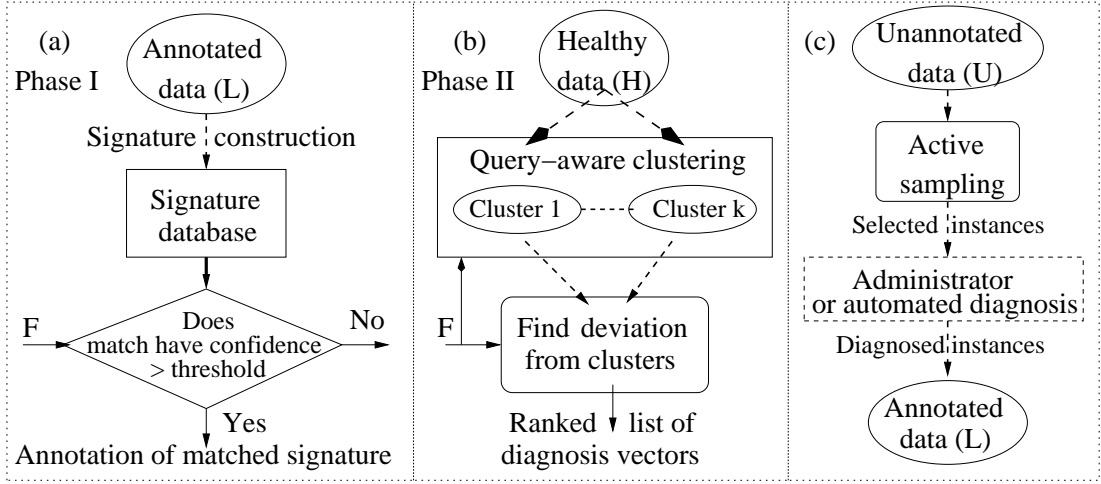 (a)
Phase I
Annotated
data (L)
Signature construction
Signature
database
F
Does
match have confidence
> threshold
No
Yes
Annotation of matched signature
(b)
Phase II
Healthy
data (H)
Query−aware clustering
Cluster 1
Cluster k
F
Find deviation
from clusters
Ranked list of
diagnosis vectors
(c)
Unannotated
data (U)
Active
sampling
Selected instances
Administrator
or automated diagnosis
Diagnosed instances
Annotated
data (L)